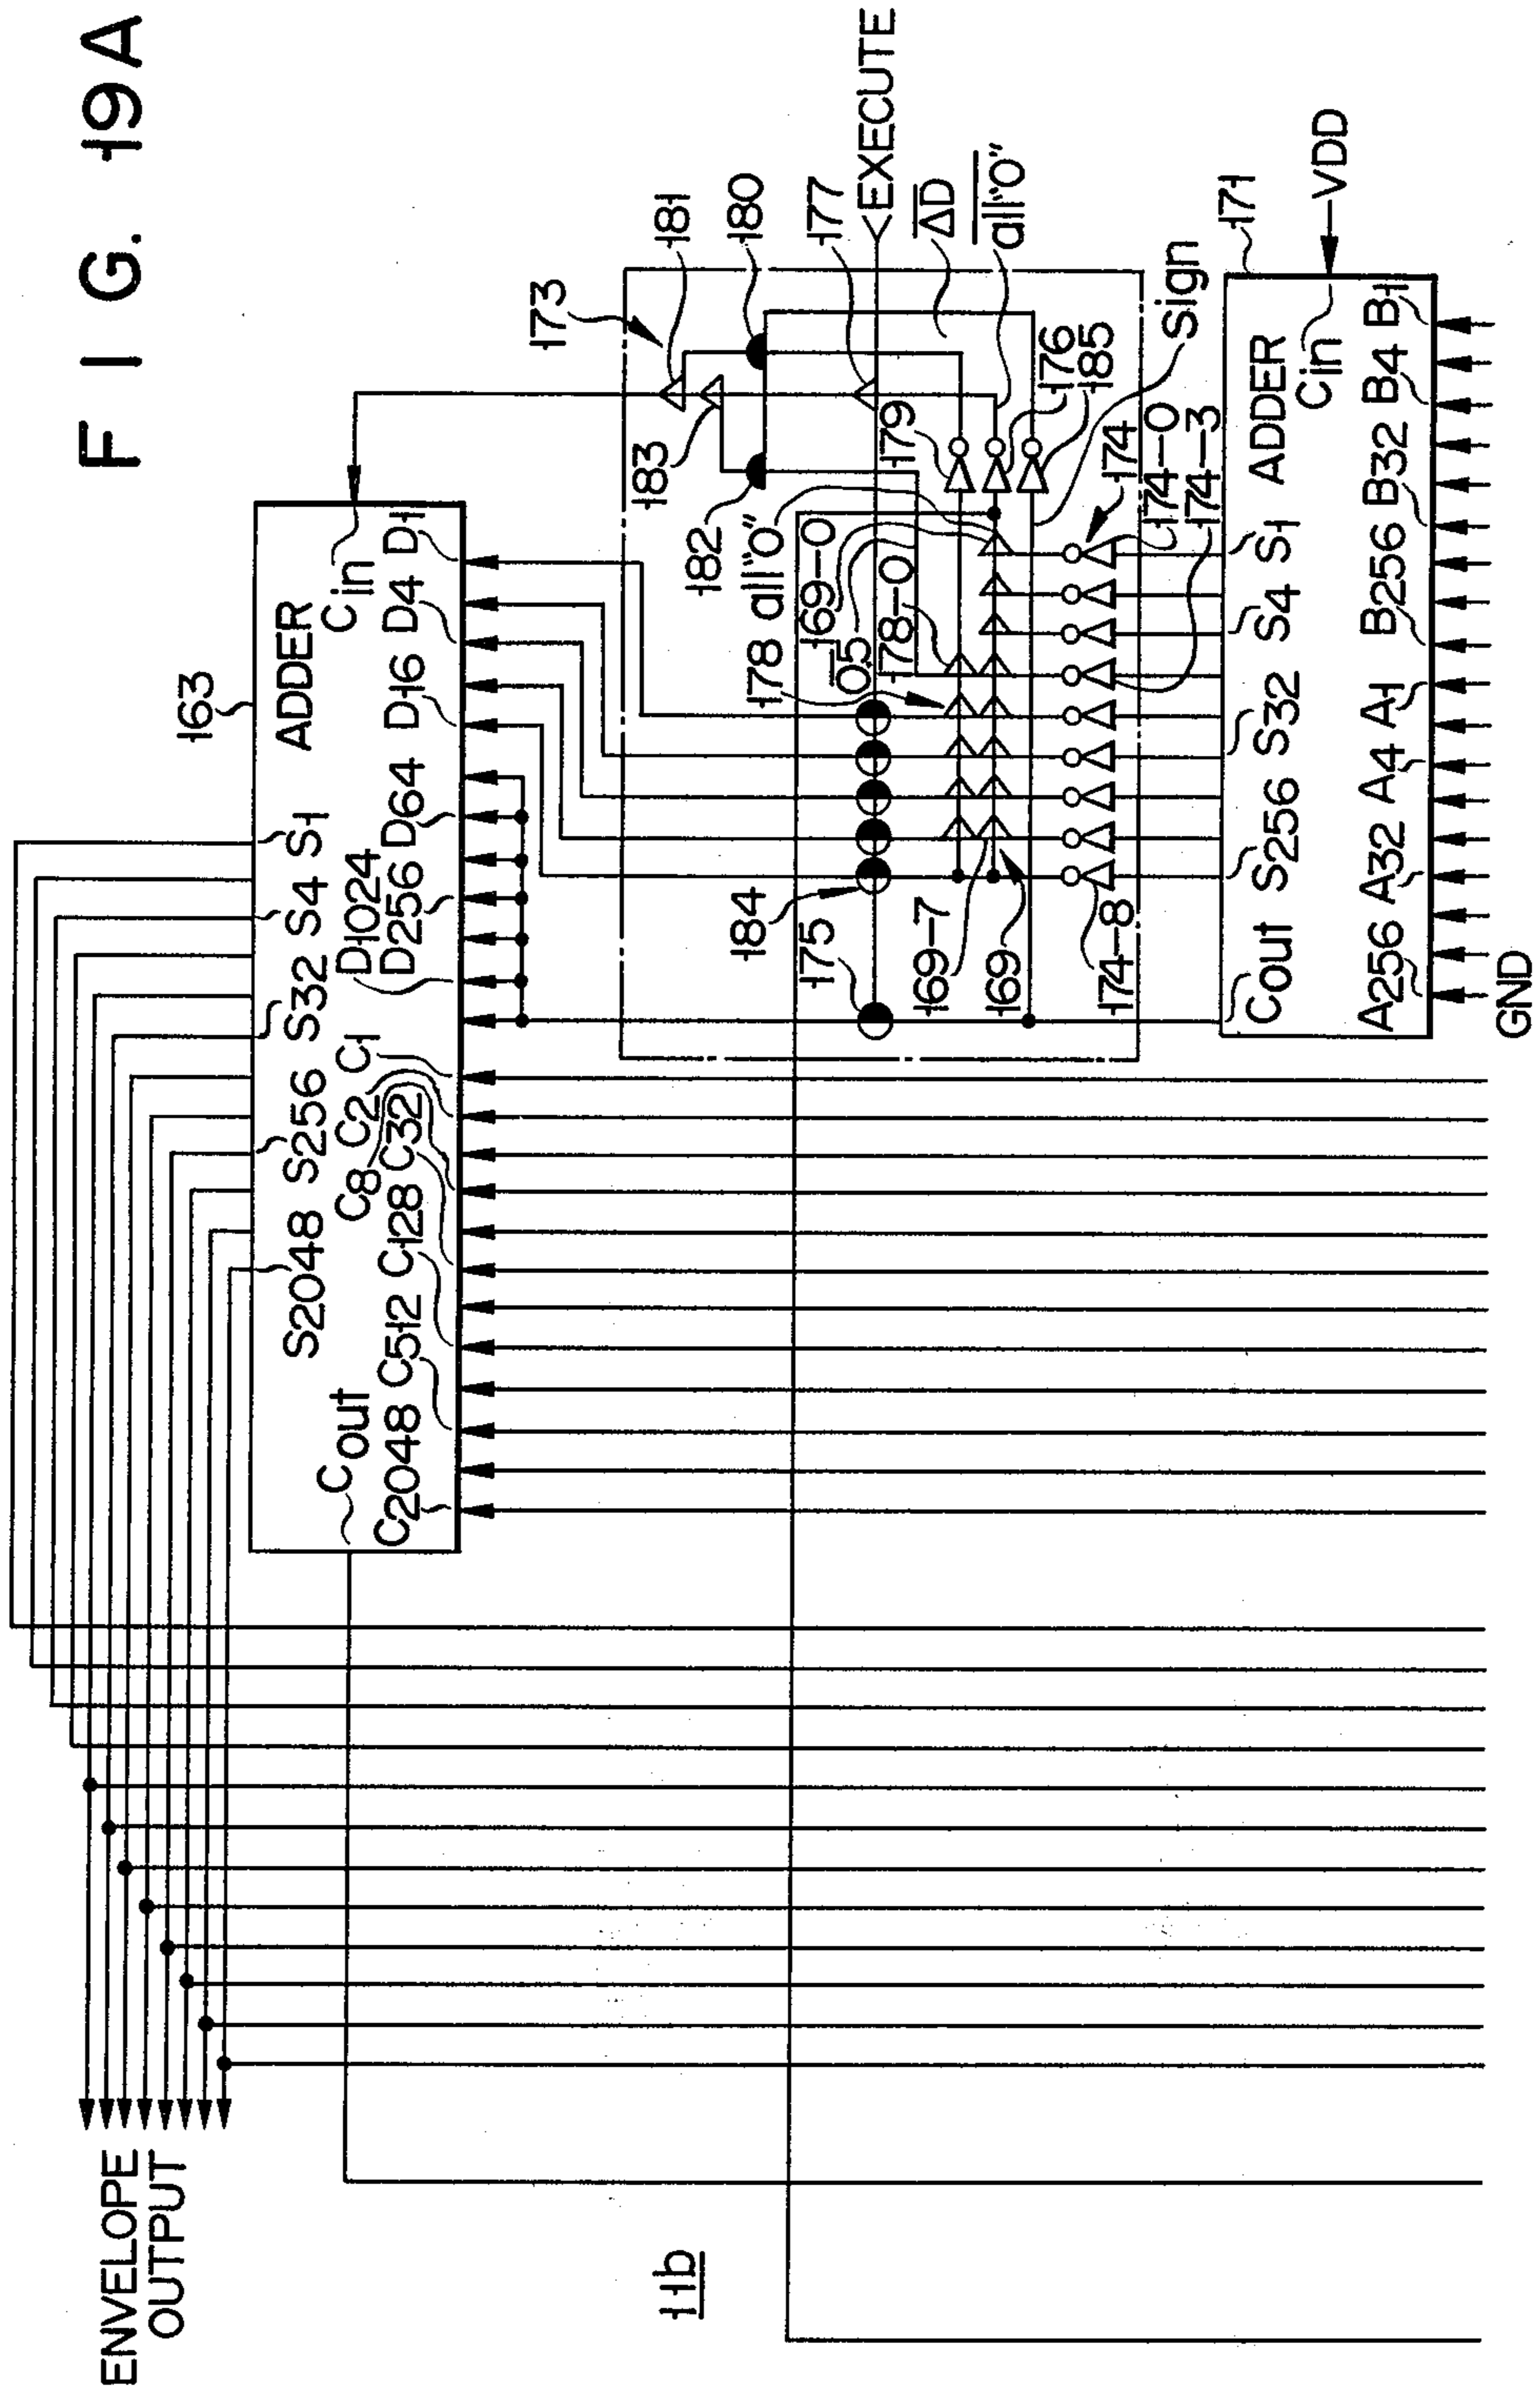 FIG. 19A
163
ADDER
Cin
S1
S4
S32
S256
S2048
Cout
D1
D4
D16
D64
D256
D1024
C1
C2
C8
C32
C128
C512
C2048
ENVELOPE
OUTPUT
11b
173
181
180
177
EXECUTE
183
182
all"0"
169-0
0.5
178
178-0
179
ΔD
all"0"
176
185
Sign
184
175
169-7
169
174
174-0
174-3
174-8
171
ADDER
Cin
VDD
S1
S4
S32
S256
Cout
B1
B4
B32
B256
A1
A4
A32
A256
GND